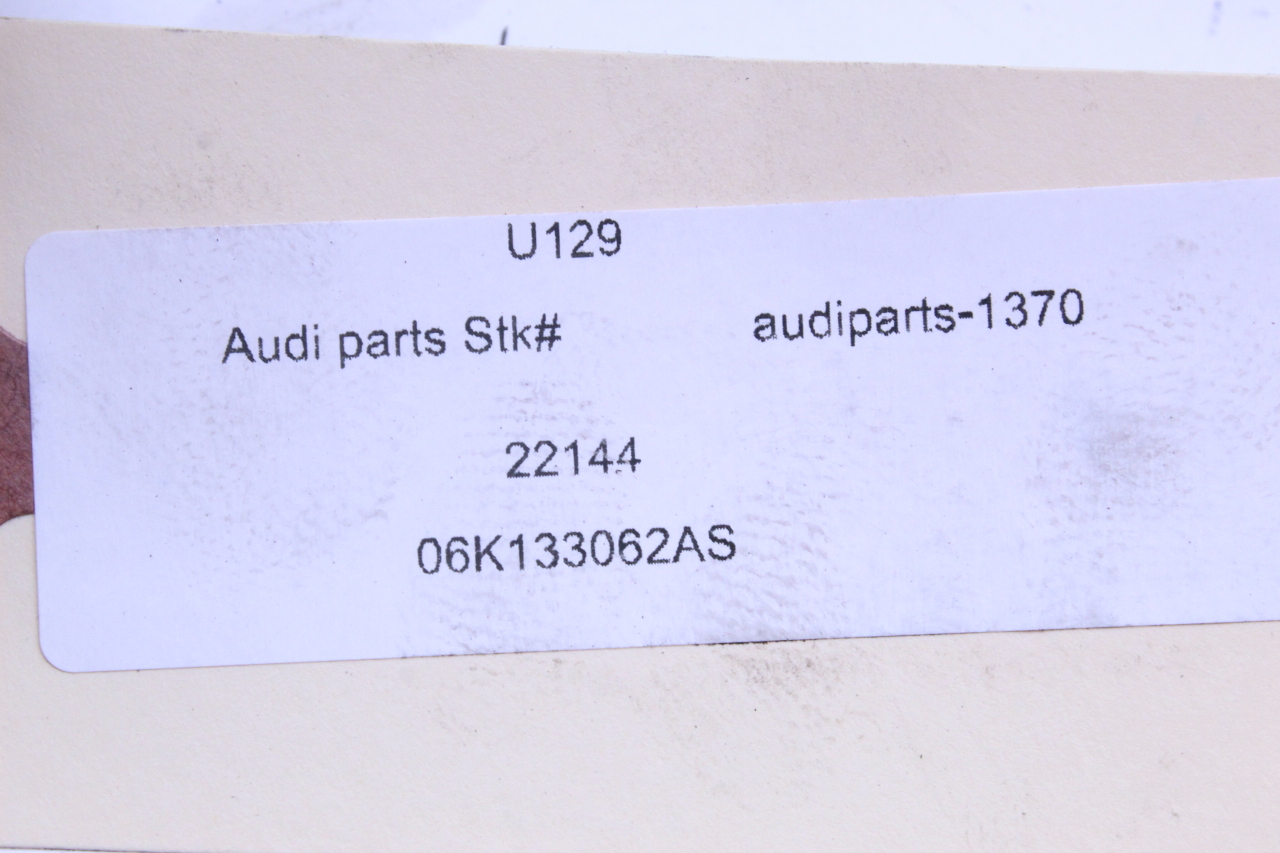 U129
Audi parts Stk# audiparts-1370
22144
06K133062AS